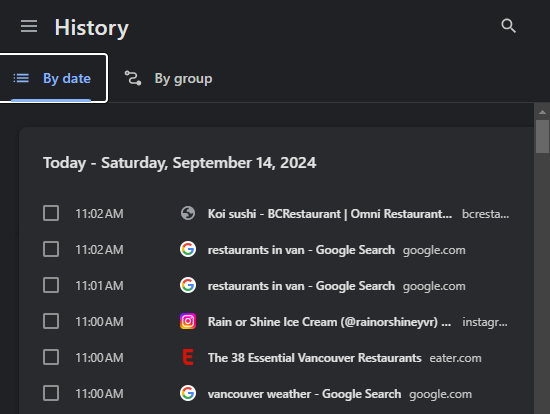 History
By date
By group
Today - Saturday, September 14, 2024
11:02 AM Koi sushi - BCRestaurant | Omni Restaurant... bcresta...
11:02 AM restaurants in van - Google Search google.com
11:01 AM restaurants in van - Google Search google.com
11:00 AM Rain or Shine Ice Cream (@rainorshineyvr) ... instagr...
11:00 AM The 38 Essential Vancouver Restaurants eater.com
11:00 AM vancouver weather - Google Search google.com